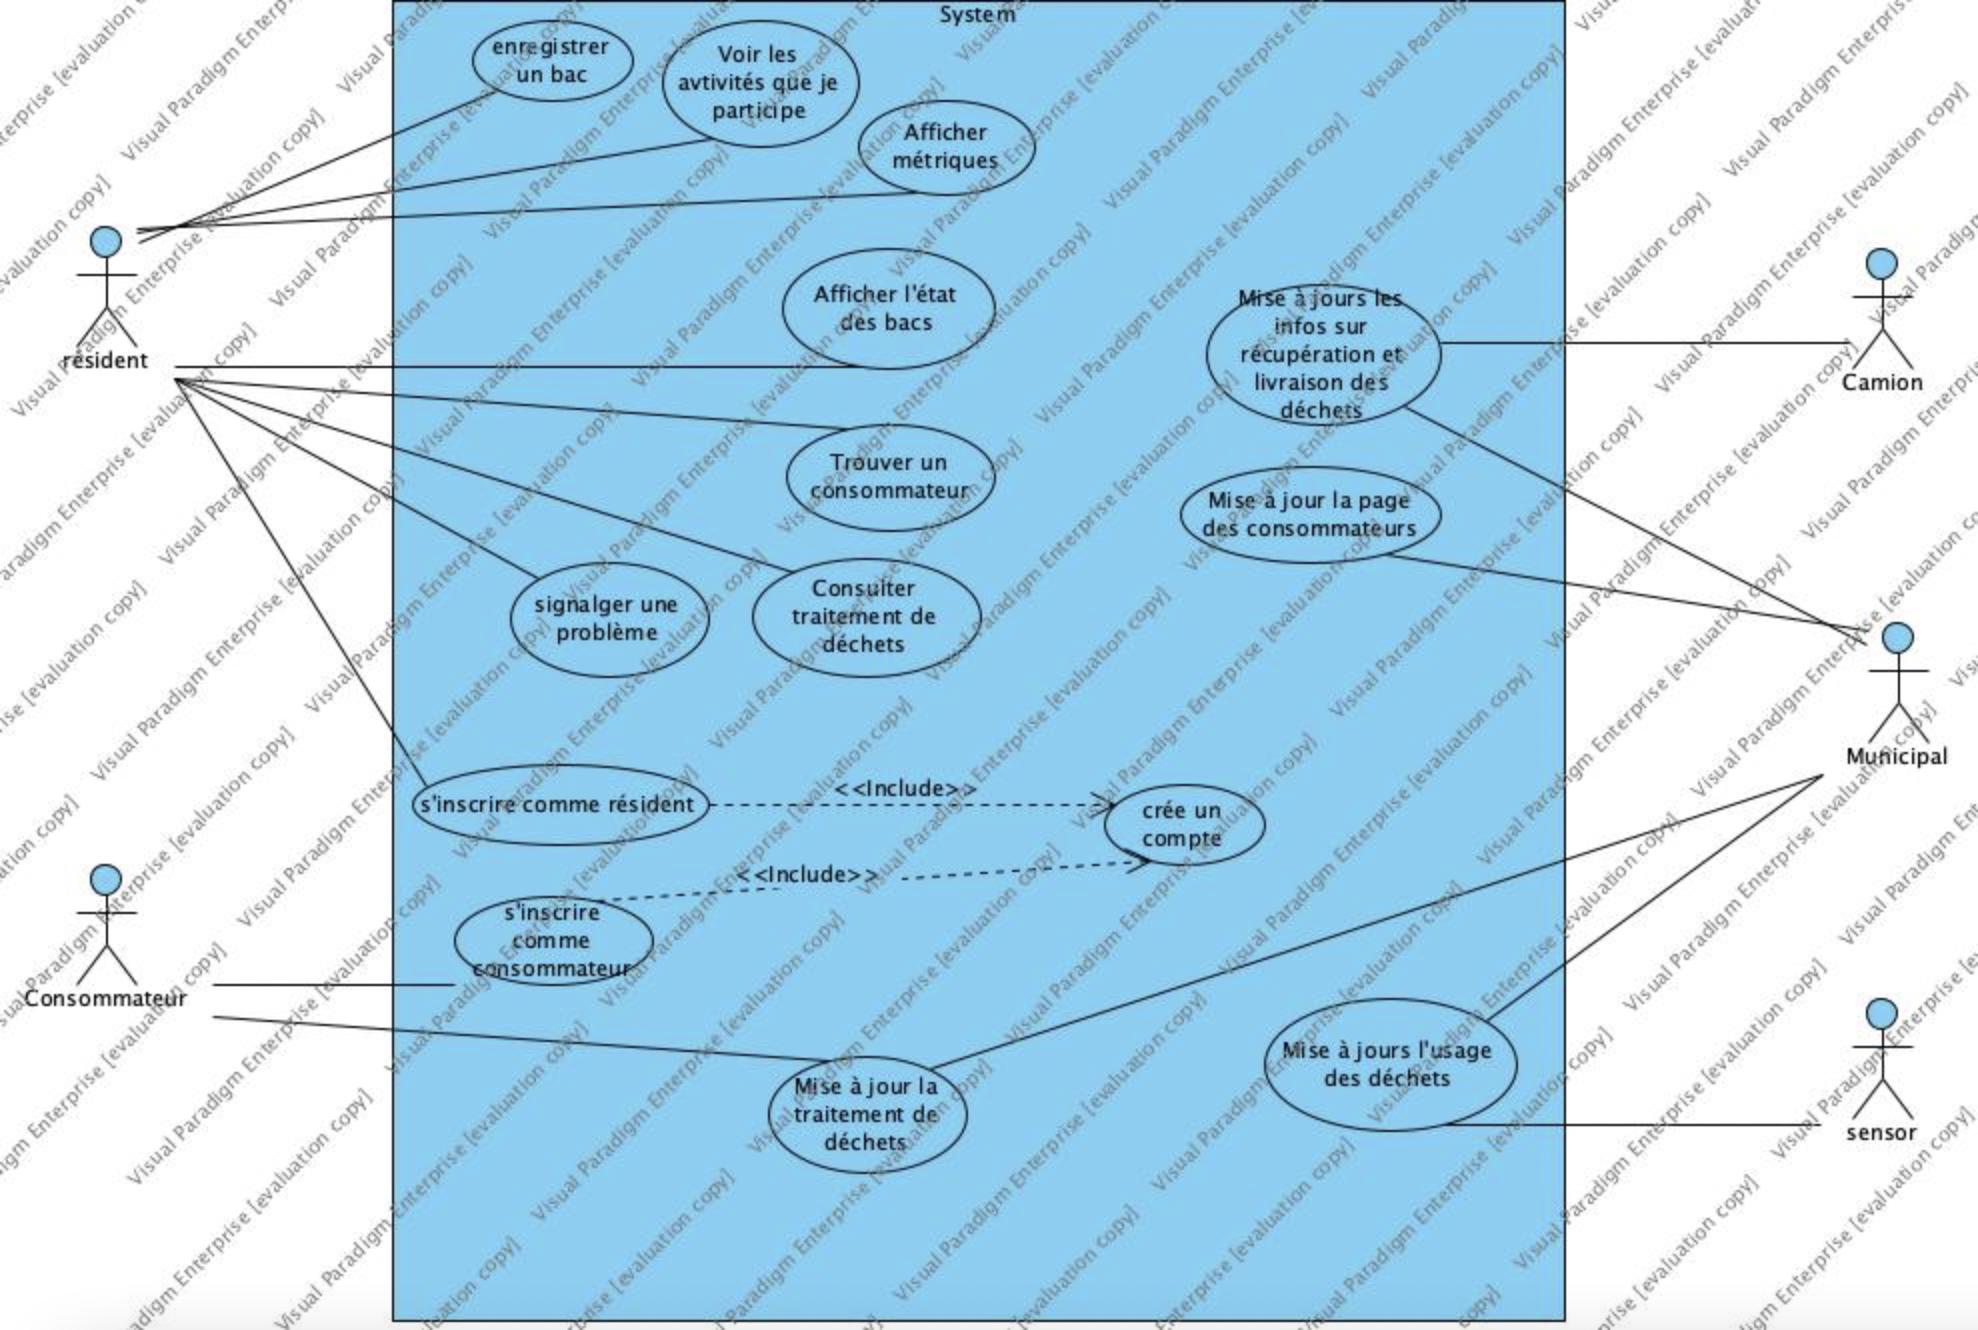 System
enregistrer
un bac
Voir les
avtivités que je
participe
Afficher
métriques
résident
Afficher l'état
des bacs
Mise à jours les
infos sur
récupération et
livraison des
déchets
Camion
Trouver un
consommateur
Mise à jour la page
des consommateurs
signalger une
problème
Consulter
traitement de
déchets
Municipal
s'inscrire comme résident
<<Include>>
crée un
compte
<<Include>>
s'inscrire
comme
consommateur
Consommateur
Mise à jour la
traitement de
déchets
Mise à jours l'usage
des déchets
sensor
Visual Paradigm Enterprise [evaluation copy]